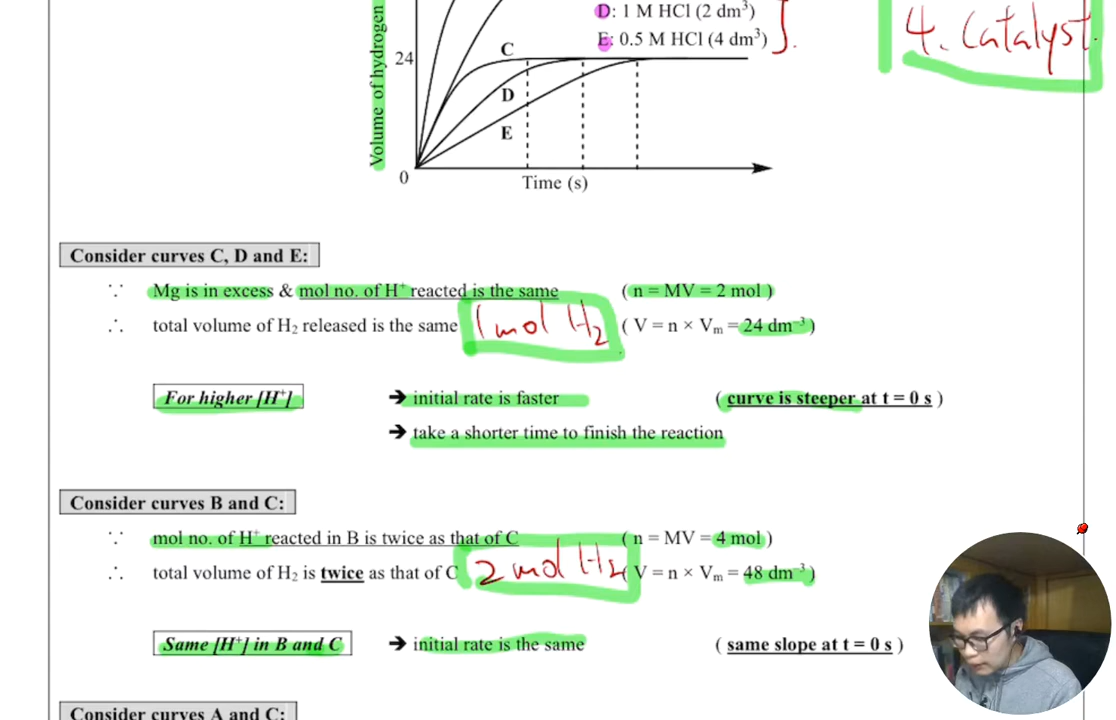 D: 1 M HCl (2 dm³)
E: 0.5 M HCl (4 dm³)
4. Catalyst
Volume of hydrogen
24
C
D
E
0
Time (s)
Consider curves C, D and E:
∵ Mg is in excess & mol no. of H⁺ reacted is the same ( n = MV = 2 mol )
∴ total volume of H₂ released is the same 1 mol H₂ ( V = n × Vₘ = 24 dm⁻³ )
For higher [H⁺] ➔ initial rate is faster ( curve is steeper at t = 0 s )
➔ take a shorter time to finish the reaction
Consider curves B and C:
∵ mol no. of H⁺ reacted in B is twice as that of C ( n = MV = 4 mol )
∴ total volume of H₂ is twice as that of C 2 mol H₂ ( V = n × Vₘ = 48 dm⁻³ )
Same [H⁺] in B and C ➔ initial rate is the same ( same slope at t = 0 s )
Consider curves A and C: